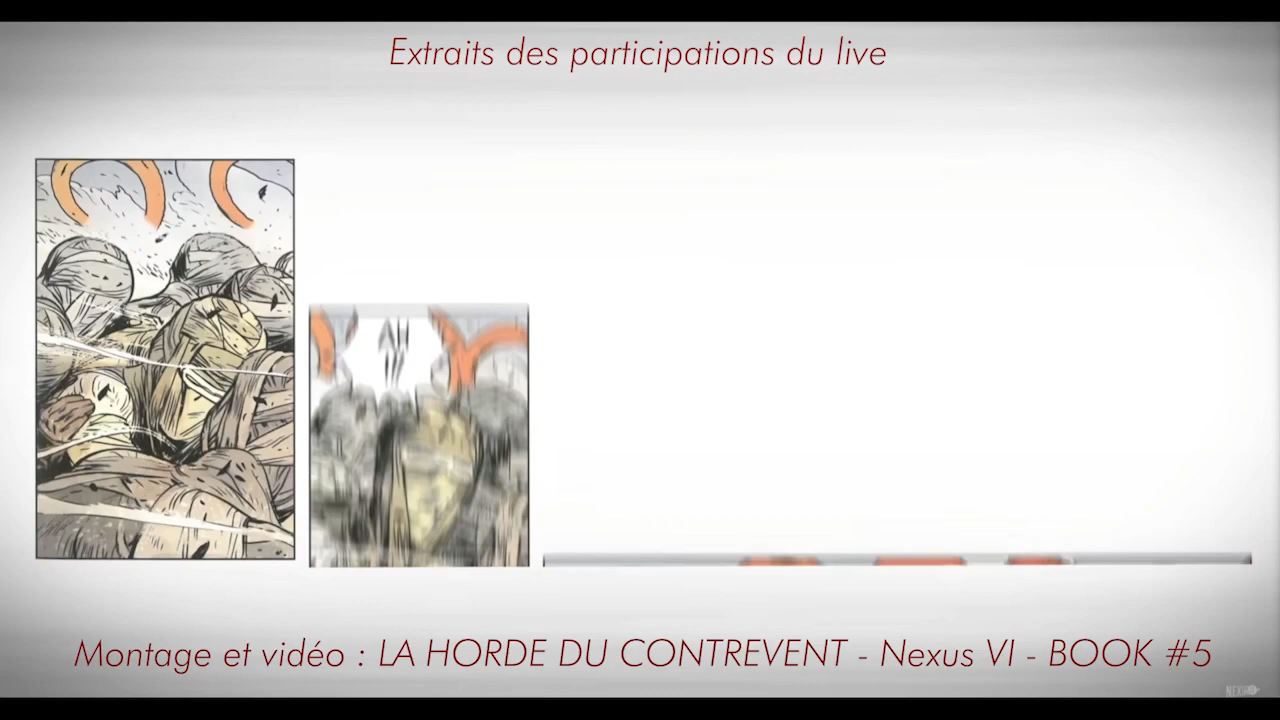 Extraits des participations du live
Montage et vidéo : LA HORDE DU CONTREVENT - Nexus VI - BOOK #5